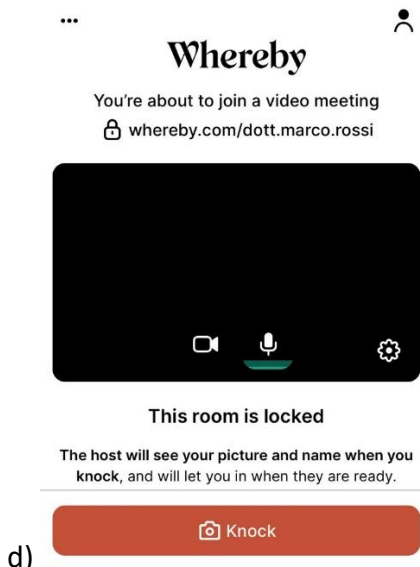 Whereby
You're about to join a video meeting
whereby.com/dott.marco.rossi
This room is locked
The host will see your picture and name when you
knock, and will let you in when they are ready.
Knock
d)